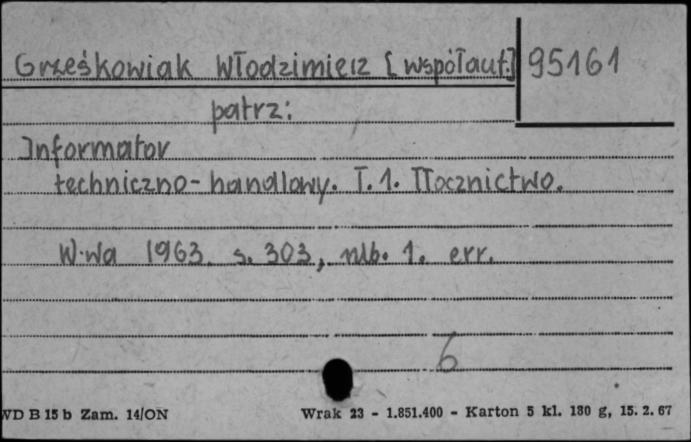 Grześkowiak Włodzimierz [współaut.] 95161
patrz:
Informator
techniczno-handlowy. T.1. Tłocznictwo.
W-wa 1963. s. 303, nlb. 1. err.
6
WD B 15 b Zam. 14/ON Wrak 23 - 1.851.400 - Karton 5 kl. 180 g, 15. 2. 67